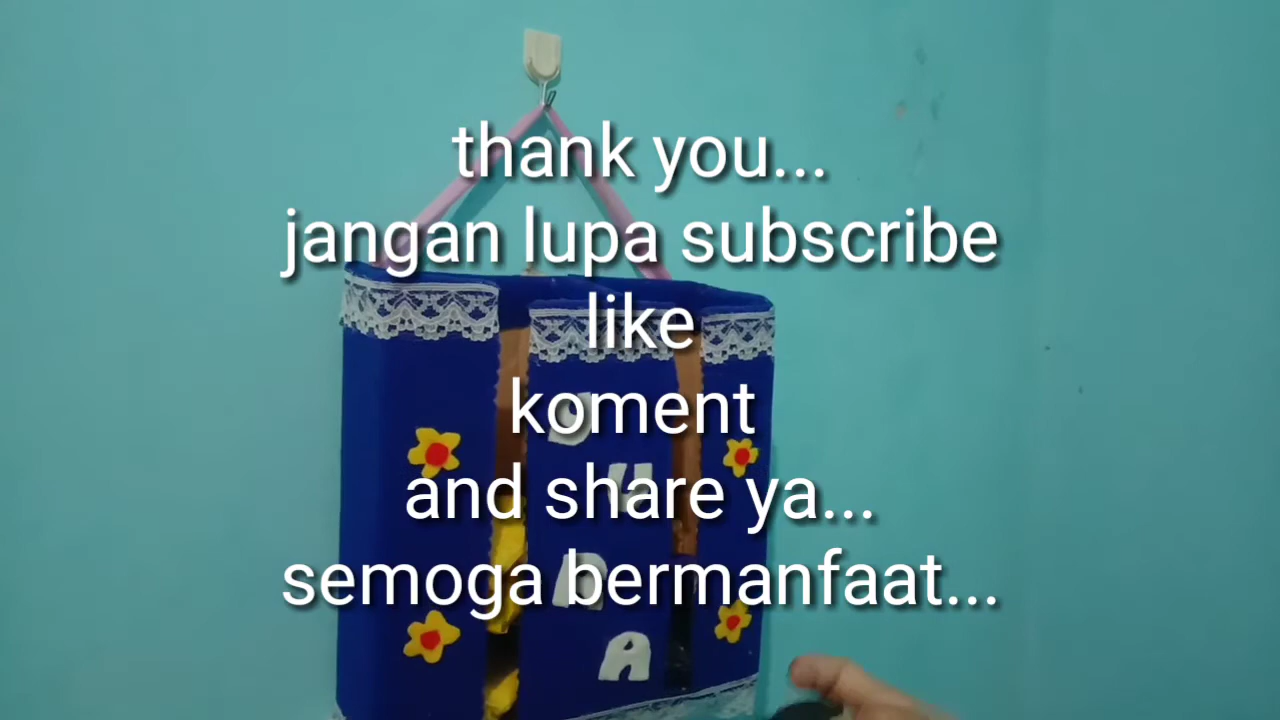 thank you...
jangan lupa subscribe
like
koment
and share ya...
semoga bermanfaat...